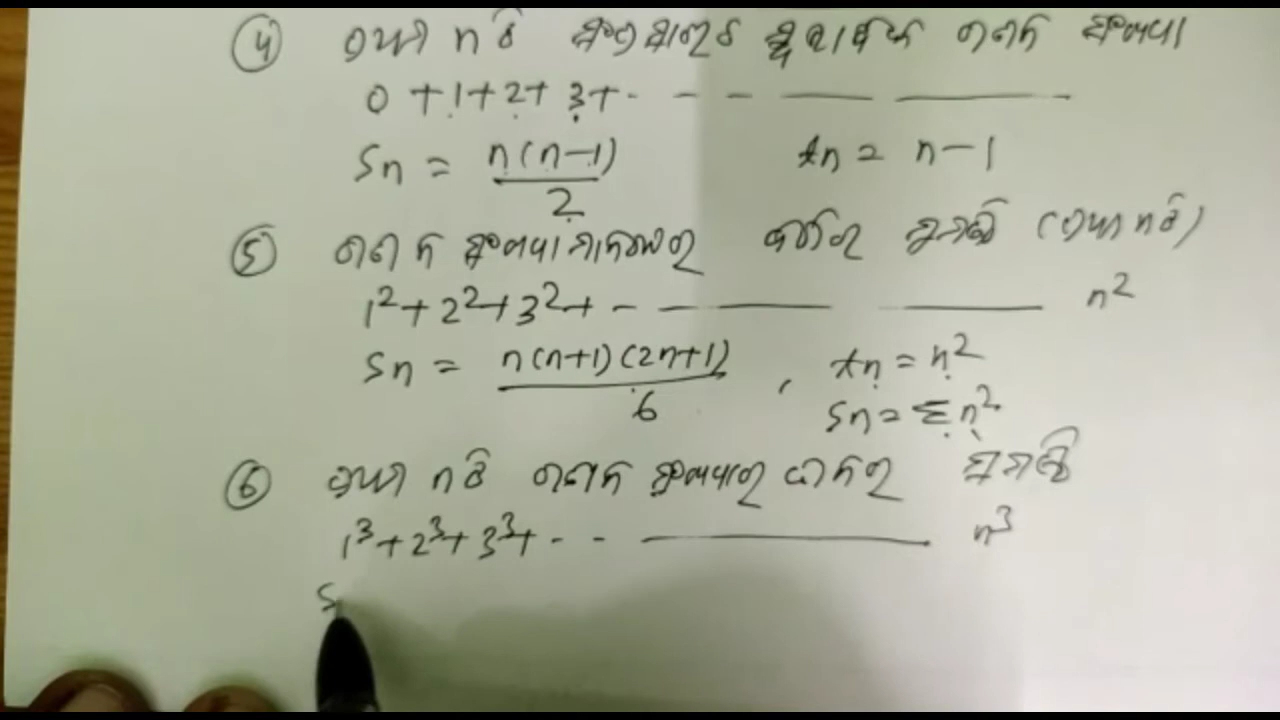 ④ ପ୍ରଥମ n ଟି
0 + 1 + 2 + 3 + - - - — —
Sn = n(n-1)/2 tn = n-1
⑤ ଗଣନ ସଂଖ୍ୟାମାନଙ୍କର ବର୍ଗର ସମଷ୍ଟି (ପ୍ରଥମ n ଟି)
1² + 2² + 3² + - — — n²
Sn = n(n+1)(2n+1)/6 , tn = n²
Sn = Σn²
⑥ ପ୍ରଥମ n ଟି ଗଣନ ସଂଖ୍ୟାର ଘନର ସମଷ୍ଟି
1³ + 2³ + 3³ + - - — n³
S